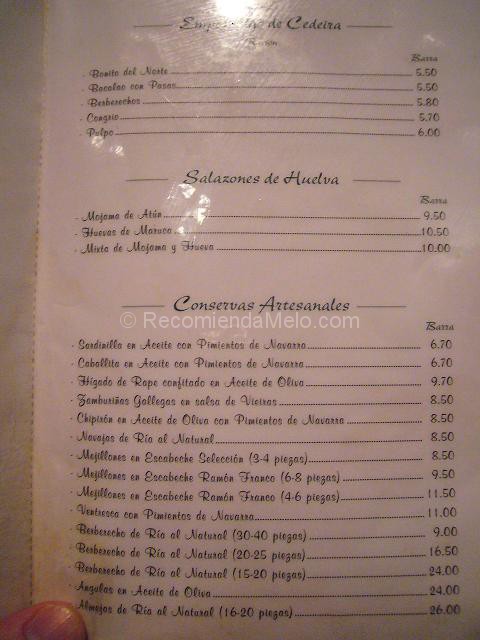 Empanadas de Cedeira
Ración
Barra
- Bonito del Norte 5.50
- Bacalao con Pasas 5.50
- Berberechos 5.80
- Congrio 5.70
- Pulpo 6.00
Salazones de Huelva
Barra
- Mojama de Atún 9.50
- Huevas de Maruca 10.50
- Mixta de Mojama y Hueva 10.00
Conservas Artesanales
© RecomiendaMelo.com
Barra
- Sardinilla en Aceite con Pimientos de Navarra 6.70
- Caballita en Aceite con Pimientos de Navarra 6.70
- Hígado de Rape confitado en Aceite de Oliva 9.70
- Zamburiñas Gallegas en salsa de Vieiras 8.50
- Chipirón en Aceite de Oliva con Pimientos de Navarra 8.50
- Navajas de Ría al Natural 8.50
- Mejillones en Escabeche Selección (3-4 piezas) 8.50
- Mejillones en Escabeche Ramón Franco (6-8 piezas) 9.50
- Mejillones en Escabeche Ramón Franco (4-6 piezas) 11.50
- Ventresca con Pimientos de Navarra 11.00
- Berberecho de Ría al Natural (30-40 piezas) 9.00
- Berberecho de Ría al Natural (20-25 piezas) 16.50
- Berberecho de Ría al Natural (15-20 piezas) 24.00
- Angulas en Aceite de Oliva 24.00
- Almejas de Ría al Natural (16-20 piezas) 26.00